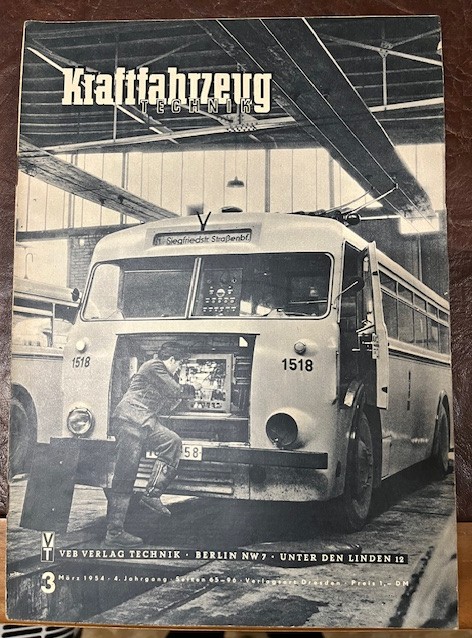 Kraftfahrzeug
TECHNIK
Siegfriedstr. Straßenbf.
1518
1518
58
VT
VEB VERLAG TECHNIK · BERLIN NW 7 · UNTER DEN LINDEN 12
3 März 1954 · 4. Jahrgang · Seiten 65–96 · Verlagsort Dresden · Preis 1,– DM